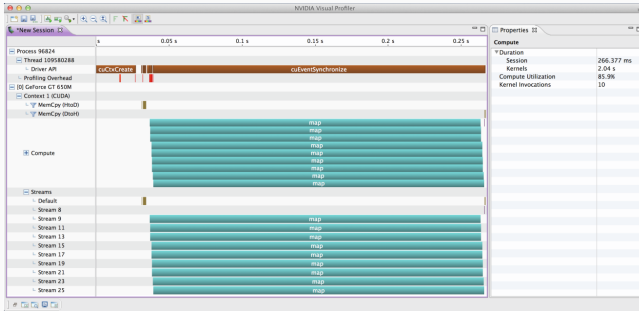 NVIDIA Visual Profiler
*New Session
Properties
s 0.05 s 0.1 s 0.15 s 0.2 s 0.25 s
Process 96824
Thread 109580288
Driver API cuCtxCreate cuEventSynchronize
Profiling Overhead
[0] GeForce GT 650M
Context 1 (CUDA)
MemCpy (HtoD)
MemCpy (DtoH)
map
map
map
map
Compute
map
map
map
map
map
Streams
Default
Stream 8
Stream 9 map
Stream 11 map
Stream 13 map
Stream 15 map
Stream 17 map
Stream 19 map
Stream 21 map
Stream 23 map
Stream 25 map
Compute
Duration
Session 266.377 ms
Kernels 2.04 s
Compute Utilization 85.9%
Kernel Invocations 10